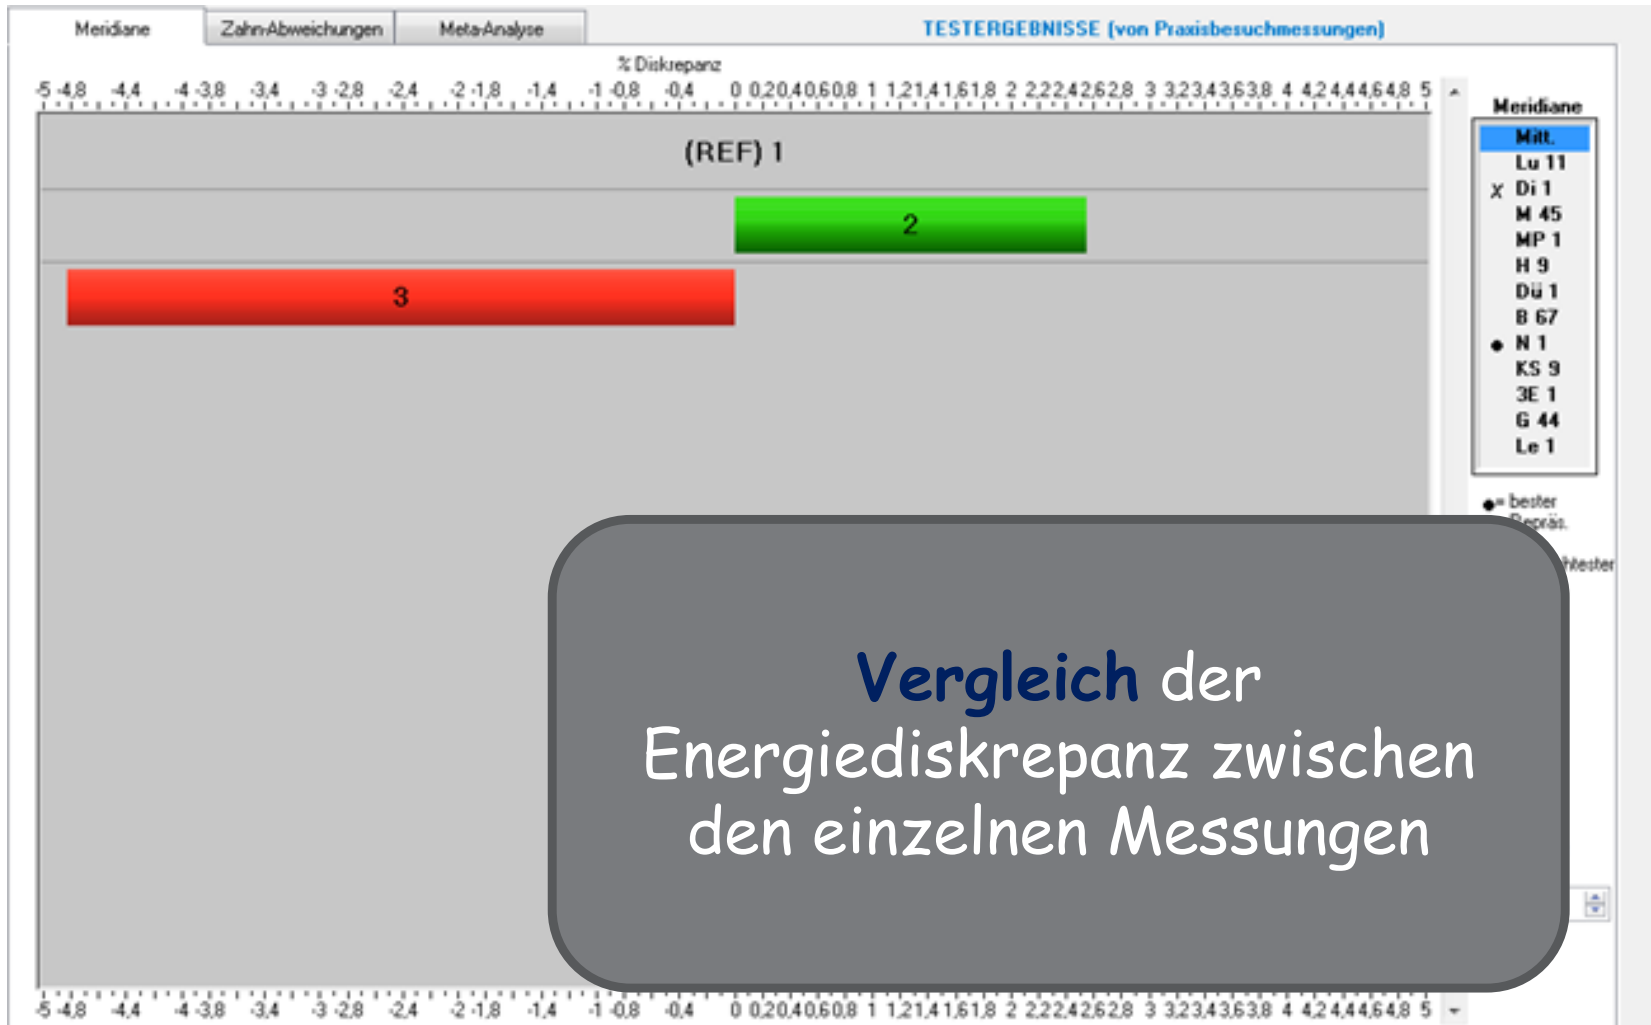 Meridiane Zahn-Abweichungen Meta-Analyse TESTERGEBNISSE (von Praxisbesuchmessungen)
% Diskrepanz
-5 -4,8 -4,4 -4 -3,8 -3,4 -3 -2,8 -2,4 -2 -1,8 -1,4 -1 -0,8 -0,4 0 0,2 0,4 0,6 0,8 1 1,2 1,4 1,6 1,8 2 2,2 2,4 2,6 2,8 3 3,2 3,4 3,6 3,8 4 4,2 4,4 4,6 4,8 5
Meridiane
(REF) 1
2
3
Mitt.
Lu 11
x Di 1
M 45
MP 1
H 9
Dü 1
B 67
● N 1
KS 9
3E 1
G 44
Le 1
●= bester
Repräs.
Vergleich der
Energiediskrepanz zwischen
den einzelnen Messungen
-5 -4,8 -4,4 -4 -3,8 -3,4 -3 -2,8 -2,4 -2 -1,8 -1,4 -1 -0,8 -0,4 0 0,2 0,4 0,6 0,8 1 1,2 1,4 1,6 1,8 2 2,2 2,4 2,6 2,8 3 3,2 3,4 3,6 3,8 4 4,2 4,4 4,6 4,8 5